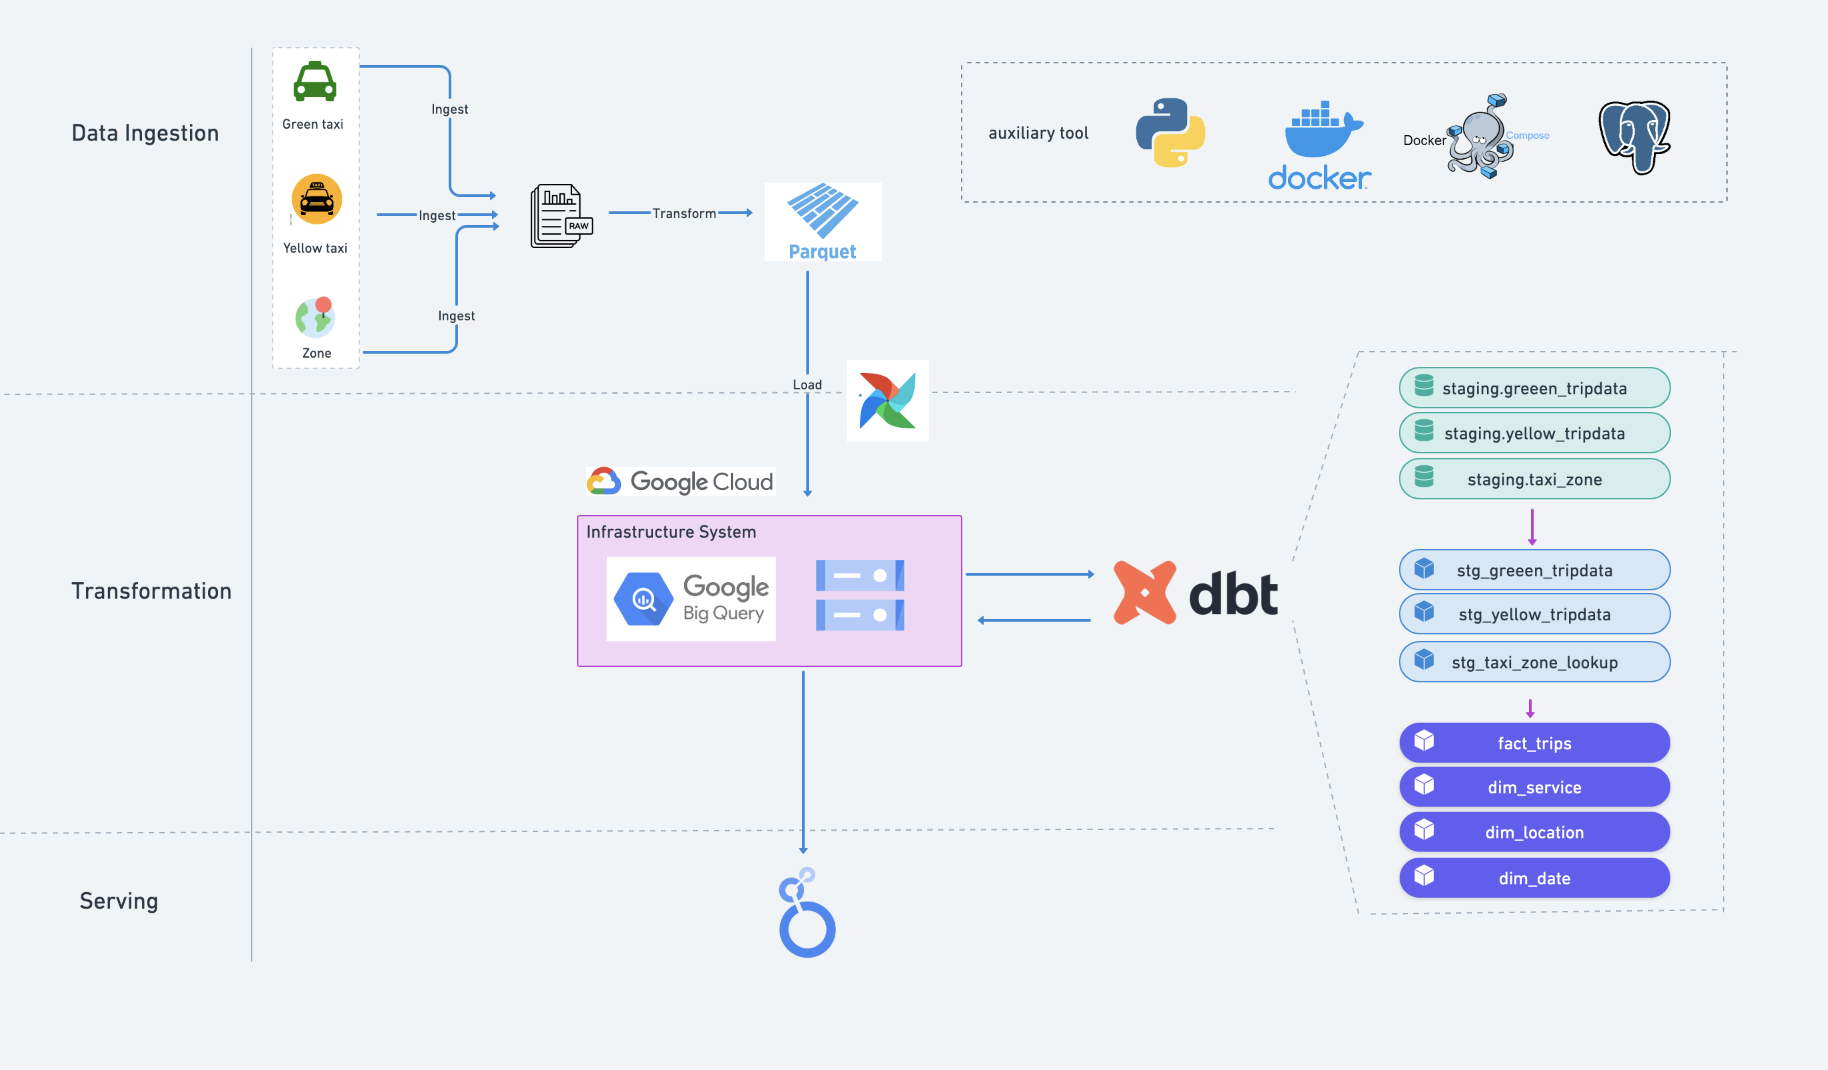 Data Ingestion
Green taxi
Yellow taxi
Zone
Ingest
Ingest
Ingest
RAW
Transform
Parquet
auxiliary tool
docker
Docker Compose
Load
Transformation
Google Cloud
Infrastructure System
Google
Big Query
dbt
staging.greeen_tripdata
staging.yellow_tripdata
staging.taxi_zone
stg_greeen_tripdata
stg_yellow_tripdata
stg_taxi_zone_lookup
fact_trips
dim_service
dim_location
dim_date
Serving